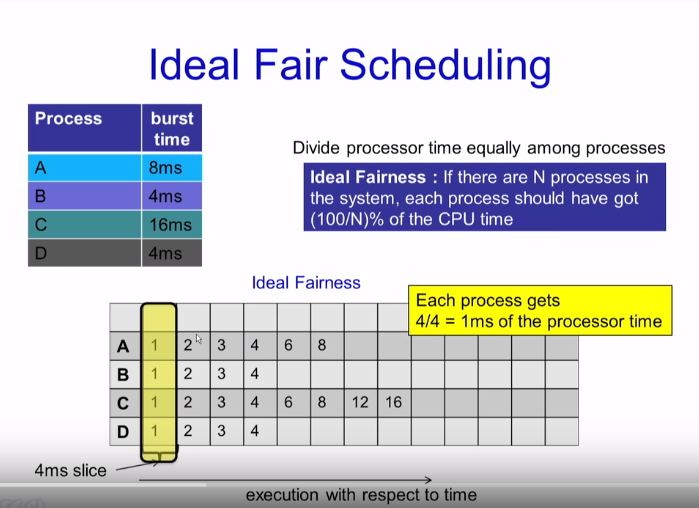 Ideal Fair Scheduling
Process burst time
A 8ms
B 4ms
C 16ms
D 4ms
Divide processor time equally among processes
Ideal Fairness : If there are N processes in
the system, each process should have got
(100/N)% of the CPU time
Ideal Fairness
Each process gets
4/4 = 1ms of the processor time
A 1 2 3 4 6 8
B 1 2 3 4
C 1 2 3 4 6 8 12 16
D 1 2 3 4
4ms slice
execution with respect to time